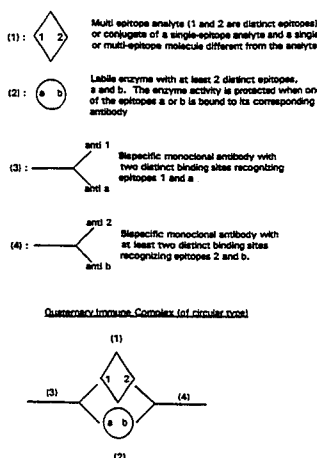 (1) :
1 2
Multi epitope analyte (1 and 2 are distinct epitopes)
or conjugate of a single-epitope analyte and a single
or multi-epitope molecule different from the analyte
(2) :
a b
Labile enzyme with at least 2 distinct epitopes,
a and b. The enzyme activity is protected when one
of the epitopes a or b is bound to its corresponding
antibody
(3) :
anti 1
anti a
Bispecific monoclonal antibody with
two distinct binding sites recognizing
epitopes 1 and a
(4) :
anti 2
anti b
Bispecific monoclonal antibody with
at least two distinct binding sites
recognizing epitopes 2 and b.
Quaternary Immune Complex (of circular type)
(1)
1 2
(3)
(4)
a b
(2)